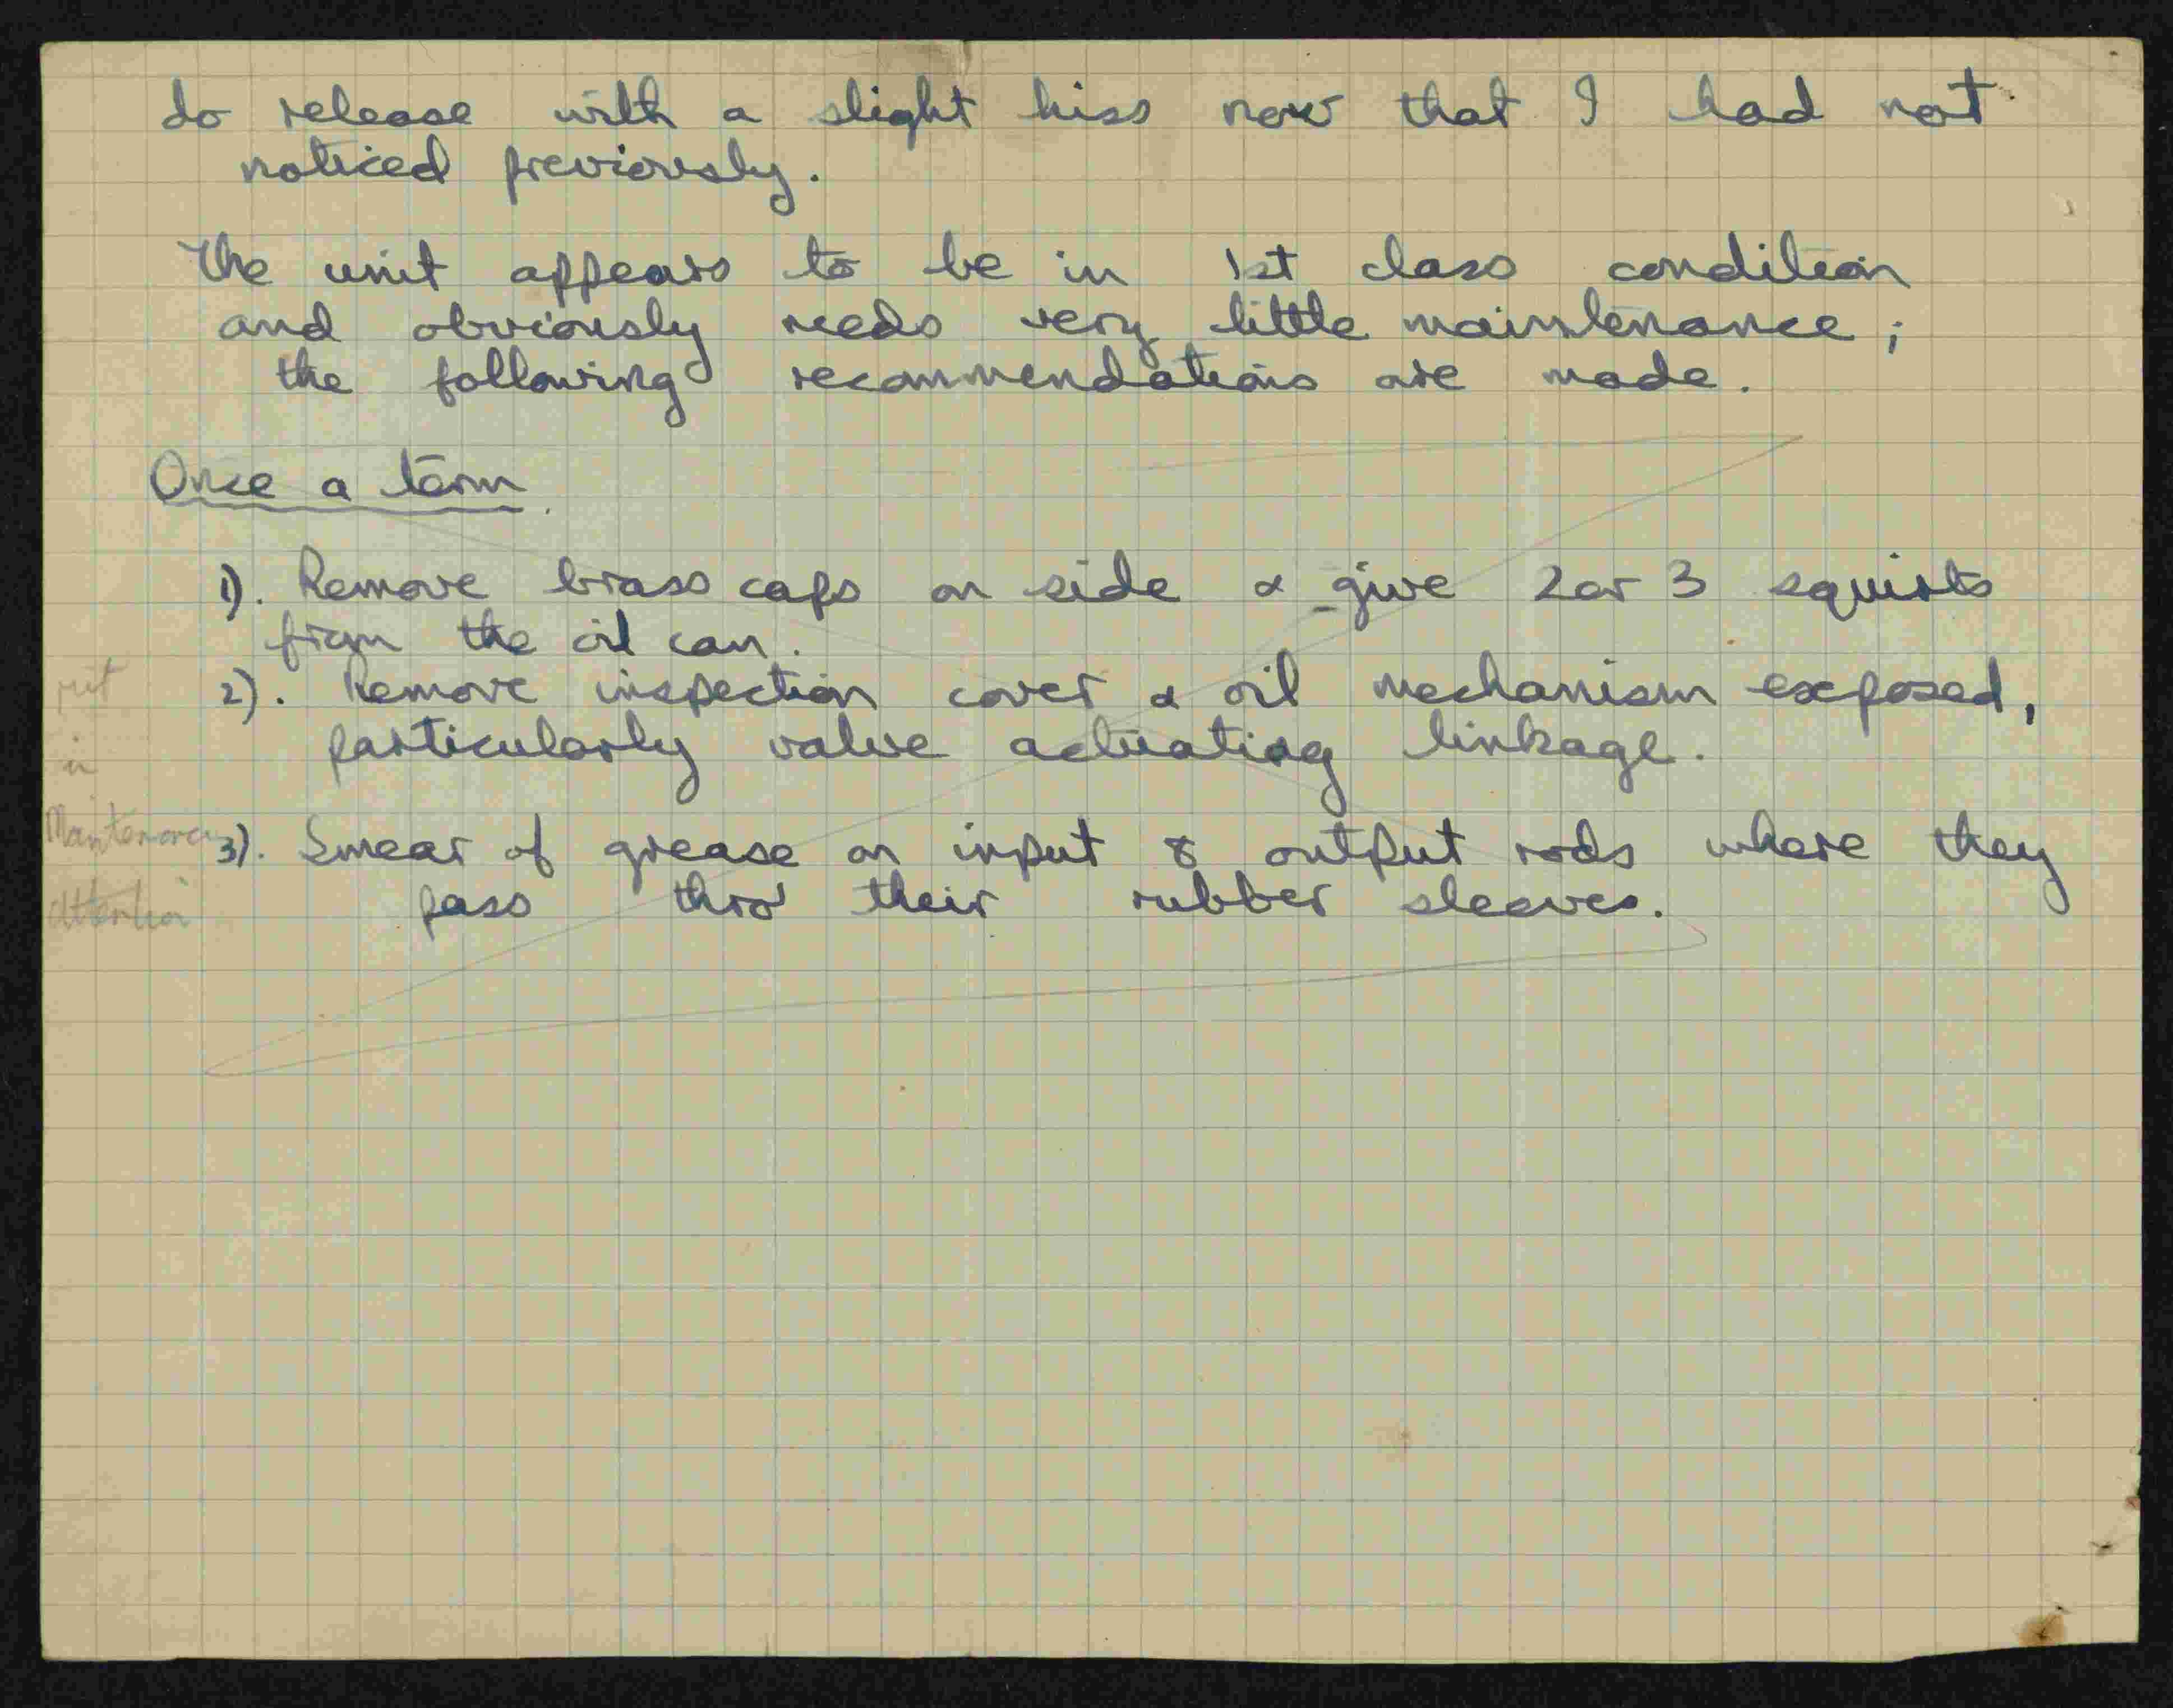 do release with a slight hiss now that I had not
noticed previously.
The unit appears to be in 1st class condition
and obviously needs very little maintenance;
the following recommendations are made.
Once a term.
1). Remove brass caps on side & give 2 or 3 squirts
from the oil can.
2). Remove inspection cover & oil mechanism exposed,
particularly valve actuating linkage.
3). Smear of grease on input & output rods where they
pass thro' their rubber sleeves.
put
in
Maintenance
attention